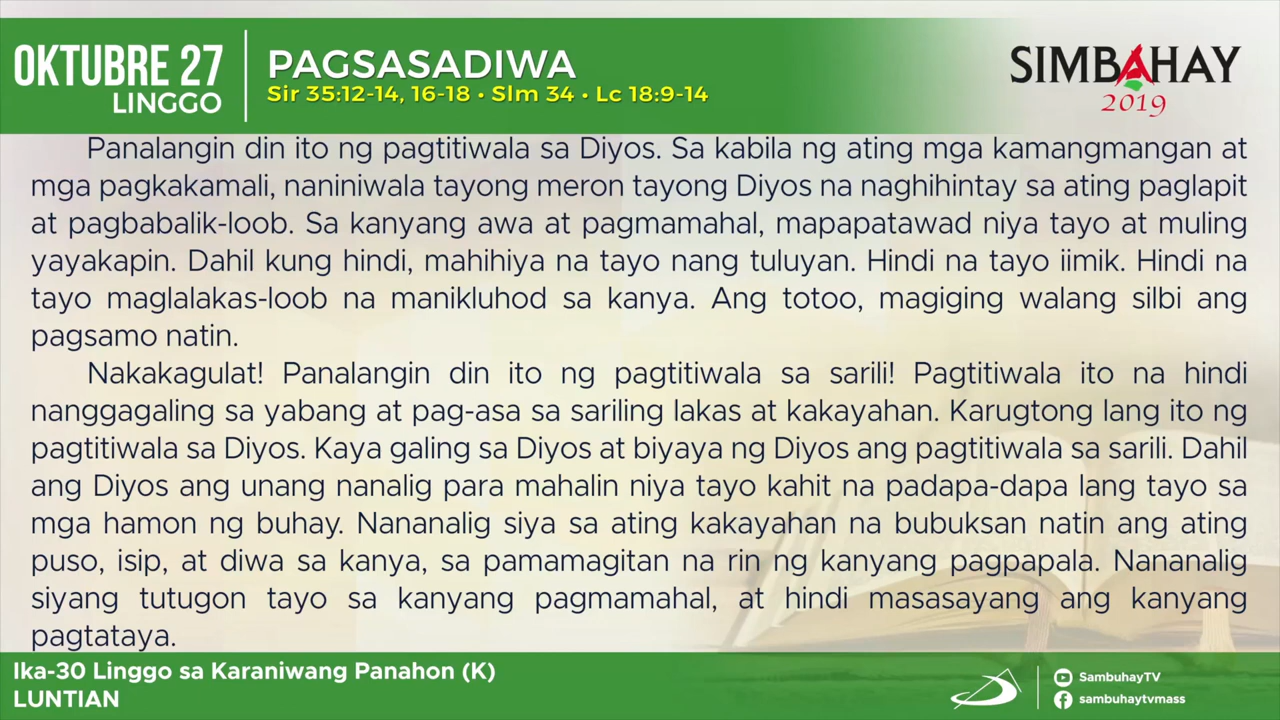 OKTUBRE 27
LINGGO
PAGSASADIWA
Sir 35:12-14, 16-18 • Slm 34 • Lc 18:9-14
SIMBAHAY
2019
Panalangin din ito ng pagtitiwala sa Diyos. Sa kabila ng ating mga kamangmangan at
mga pagkakamali, naniniwala tayong meron tayong Diyos na naghihintay sa ating paglapit
at pagbabalik-loob. Sa kanyang awa at pagmamahal, mapapatawad niya tayo at muling
yayakapin. Dahil kung hindi, mahihiya na tayo nang tuluyan. Hindi na tayo iimik. Hindi na
tayo maglalakas-loob na manikluhod sa kanya. Ang totoo, magiging walang silbi ang
pagsamo natin.
Nakakagulat! Panalangin din ito ng pagtitiwala sa sarili! Pagtitiwala ito na hindi
nanggagaling sa yabang at pag-asa sa sariling lakas at kakayahan. Karugtong lang ito ng
pagtitiwala sa Diyos. Kaya galing sa Diyos at biyaya ng Diyos ang pagtitiwala sa sarili. Dahil
ang Diyos ang unang nanalig para mahalin niya tayo kahit na padapa-dapa lang tayo sa
mga hamon ng buhay. Nananalig siya sa ating kakayahan na bubuksan natin ang ating
puso, isip, at diwa sa kanya, sa pamamagitan na rin ng kanyang pagpapala. Nananalig
siyang tutugon tayo sa kanyang pagmamahal, at hindi masasayang ang kanyang
pagtataya.
Ika-30 Linggo sa Karaniwang Panahon (K)
LUNTIAN
SambuhayTV
sambuhaytvmass